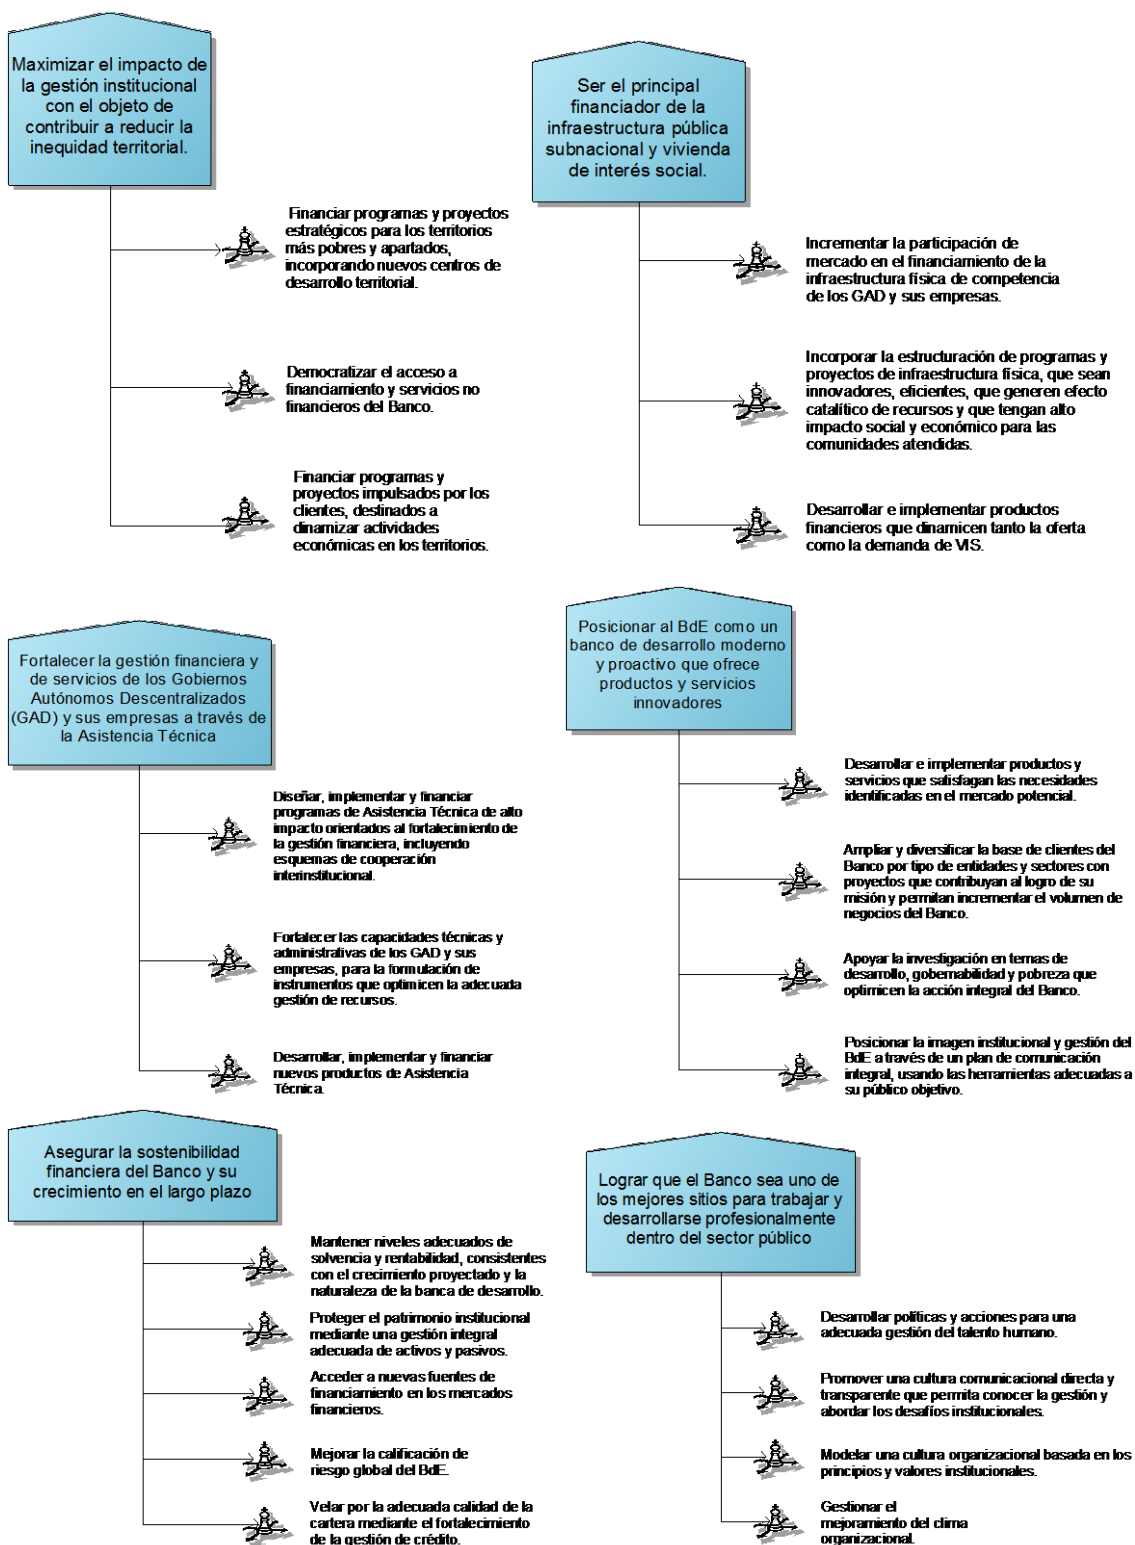 Maximizar el impacto de
la gestión institucional
con el objeto de
contribuir a reducir la
inequidad territorial.
Financiar programas y proyectos
estratégicos para los territorios
más pobres y apartados,
incorporando nuevos centros de
desarrollo territorial.
Democratizar el acceso a
financiamiento y servicios no
financieros del Banco.
Financiar programas y
proyectos impulsados por los
clientes, destinados a
dinamizar actividades
económicas en los territorios.
Ser el principal
financiador de la
infraestructura pública
subnacional y vivienda
de interés social.
Incrementar la participación de
mercado en el financiamiento de la
infraestructura física de competencia
de los GAD y sus empresas.
Incorporar la estructuración de programas y
proyectos de infraestructura física, que sean
innovadores, eficientes, que generen efecto
catalítico de recursos y que tengan alto
impacto social y económico para las
comunidades atendidas.
Desarrollar e implementar productos
financieros que dinamicen tanto la oferta
como la demanda de VIS.
Fortalecer la gestión financiera y
de servicios de los Gobiernos
Autónomos Descentralizados
(GAD) y sus empresas a través de
la Asistencia Técnica
Diseñar, implementar y financiar
programas de Asistencia Técnica de alto
impacto orientados al fortalecimiento de
la gestión financiera, incluyendo
esquemas de cooperación
interinstitucional.
Fortalecer las capacidades técnicas y
administrativas de los GAD y sus
empresas, para la formulación de
instrumentos que optimicen la adecuada
gestión de recursos.
Desarrollar, implementar y financiar
nuevos productos de Asistencia
Técnica.
Posicionar al BdE como un
banco de desarrollo moderno
y proactivo que ofrece
productos y servicios
innovadores
Desarrollar e implementar productos y
servicios que satisfagan las necesidades
identificadas en el mercado potencial.
Ampliar y diversificar la base de clientes del
Banco por tipo de entidades y sectores con
proyectos que contribuyan al logro de su
misión y permitan incrementar el volumen de
negocios del Banco.
Apoyar la investigación en temas de
desarrollo, gobernabilidad y pobreza que
optimicen la acción integral del Banco.
Posicionar la imagen institucional y gestión del
BdE a través de un plan de comunicación
integral, usando las herramientas adecuadas a
su público objetivo.
Asegurar la sostenibilidad
financiera del Banco y su
crecimiento en el largo plazo
Mantener niveles adecuados de
solvencia y rentabilidad, consistentes
con el crecimiento proyectado y la
naturaleza de la banca de desarrollo.
Proteger el patrimonio institucional
mediante una gestión integral
adecuada de activos y pasivos.
Acceder a nuevas fuentes de
financiamiento en los mercados
financieros.
Mejorar la calificación de
riesgo global del BdE.
Velar por la adecuada calidad de la
cartera mediante el fortalecimiento
de la gestión de crédito.
Lograr que el Banco sea uno de
los mejores sitios para trabajar y
desarrollarse profesionalmente
dentro del sector público
Desarrollar políticas y acciones para una
adecuada gestión del talento humano.
Promover una cultura comunicacional directa y
transparente que permita conocer la gestión y
abordar los desafíos institucionales.
Modelar una cultura organizacional basada en los
principios y valores institucionales.
Gestionar el
mejoramiento del clima
organizacional.